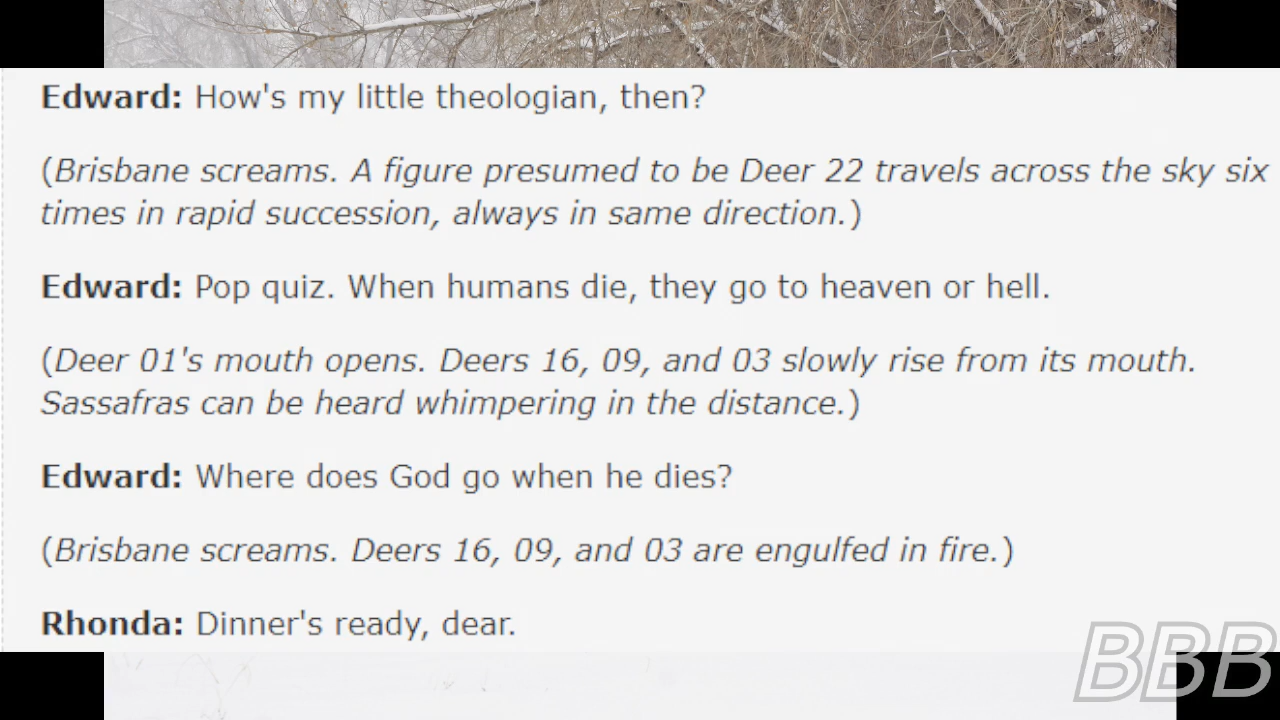 Edward: How's my little theologian, then?
(Brisbane screams. A figure presumed to be Deer 22 travels across the sky six
times in rapid succession, always in same direction.)
Edward: Pop quiz. When humans die, they go to heaven or hell.
(Deer 01's mouth opens. Deers 16, 09, and 03 slowly rise from its mouth.
Sassafras can be heard whimpering in the distance.)
Edward: Where does God go when he dies?
(Brisbane screams. Deers 16, 09, and 03 are engulfed in fire.)
Rhonda: Dinner's ready, dear.
BBB